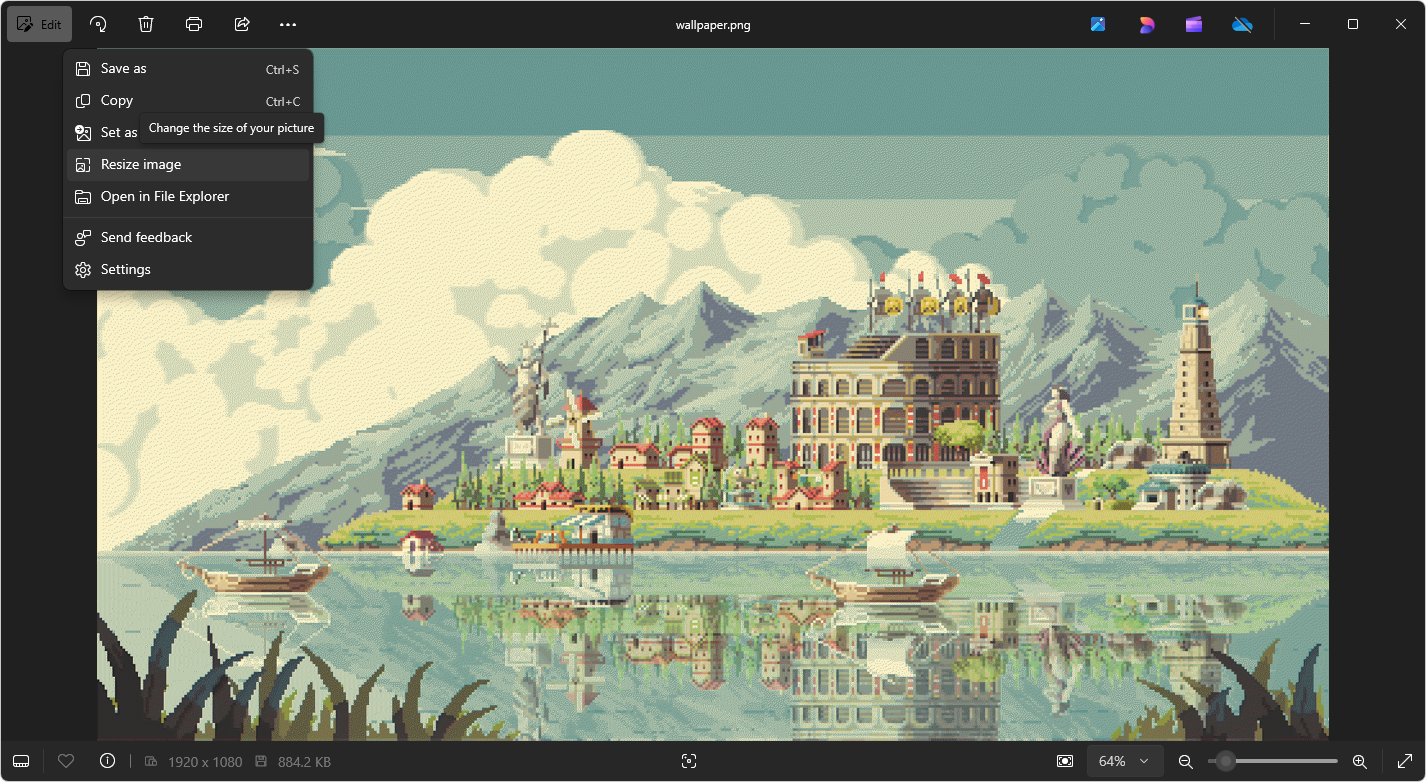 Edit
wallpaper.png
Save as Ctrl+S
Copy Ctrl+C
Set as
Change the size of your picture
Resize image
Open in File Explorer
Send feedback
Settings
1920 x 1080 884.2 KB
64%